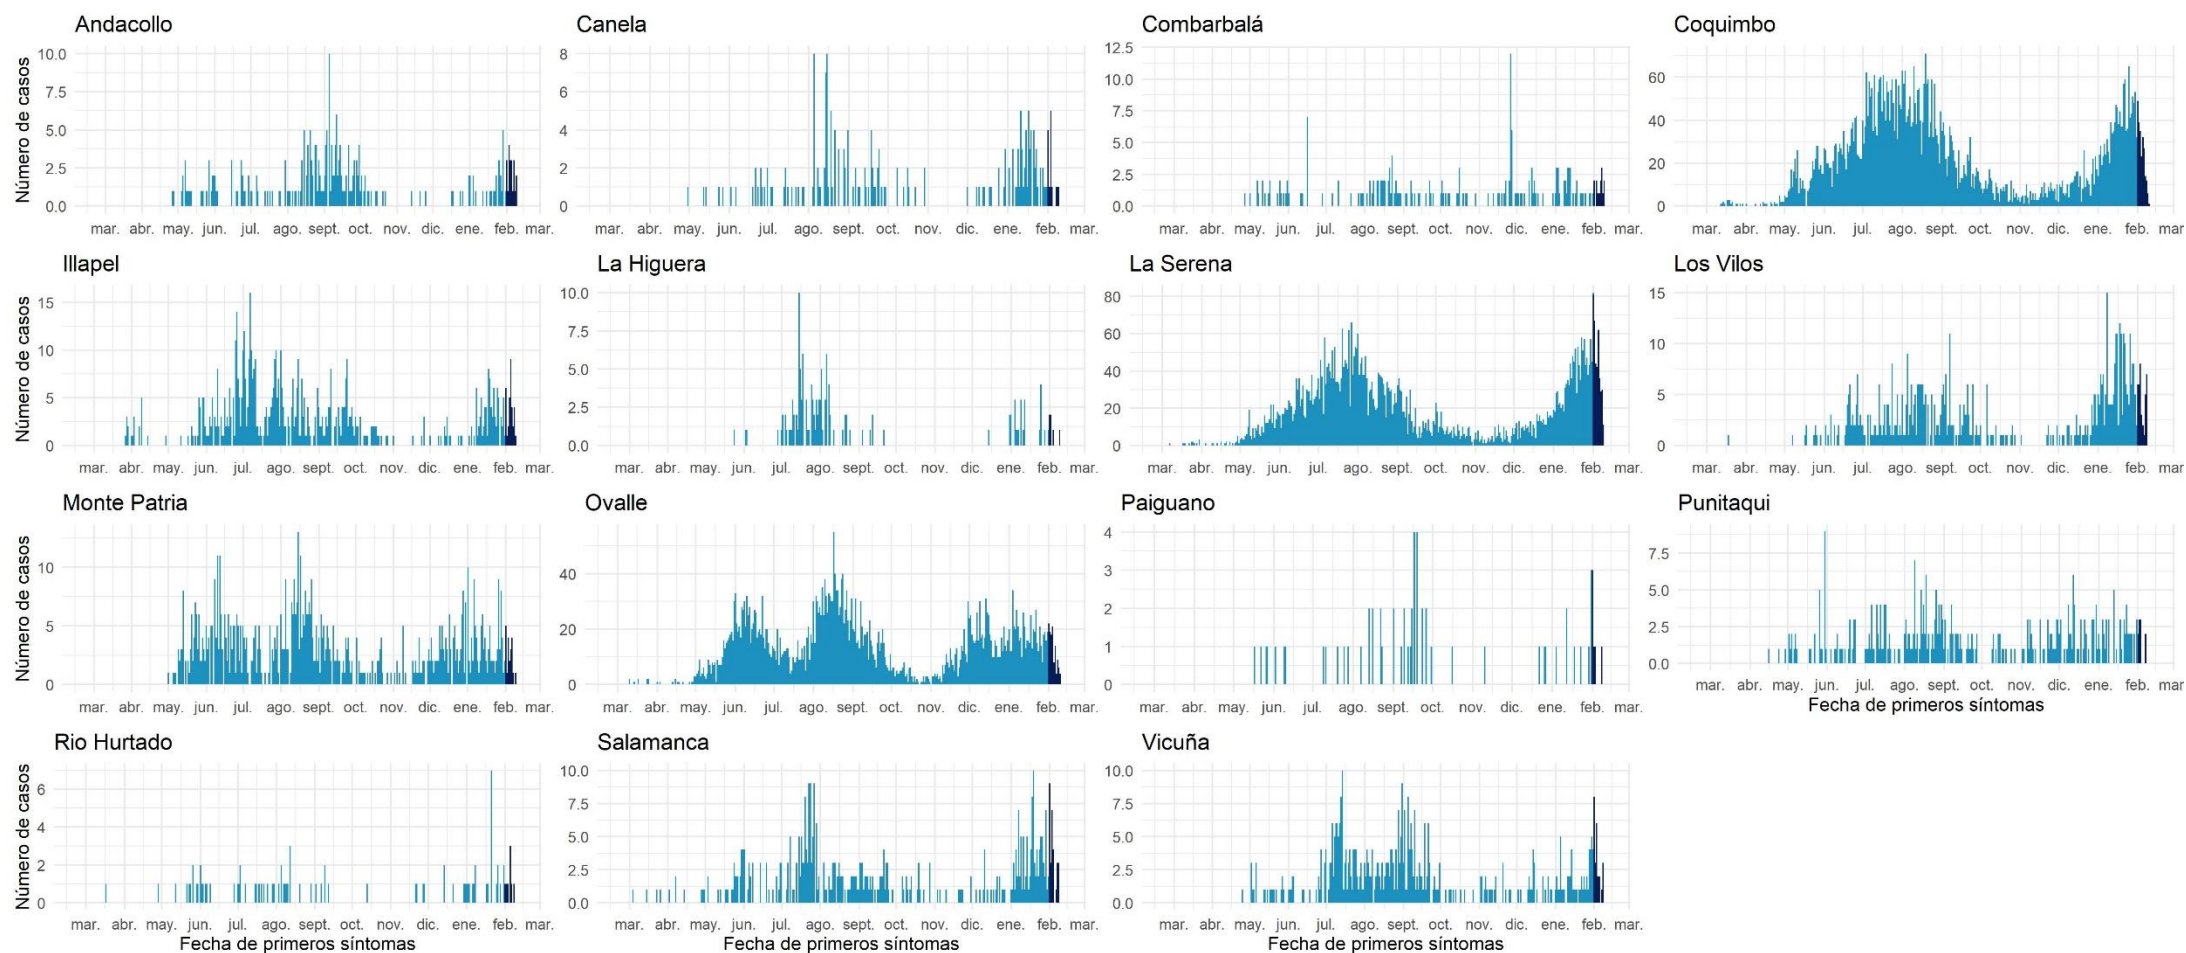 Andacollo
Canela
Combarbalá
Coquimbo
Número de casos
10.0
7.5
5.0
2.5
0.0
8
6
4
2
0
12.5
10.0
7.5
5.0
2.5
0.0
60
40
20
0
mar. abr. may. jun. jul. ago. sept. oct. nov. dic. ene. feb. mar.
mar. abr. may. jun. jul. ago. sept. oct. nov. dic. ene. feb. mar.
mar. abr. may. jun. jul. ago. sept. oct. nov. dic. ene. feb. mar.
mar. abr. may. jun. jul. ago. sept. oct. nov. dic. ene. feb. mar
Illapel
La Higuera
La Serena
Los Vilos
Número de casos
15
10
5
0
10.0
7.5
5.0
2.5
0.0
80
60
40
20
0
15
10
5
0
mar. abr. may. jun. jul. ago. sept. oct. nov. dic. ene. feb. mar.
mar. abr. may. jun. jul. ago. sept. oct. nov. dic. ene. feb. mar.
mar. abr. may. jun. jul. ago. sept. oct. nov. dic. ene. feb. mar.
mar. abr. may. jun. jul. ago. sept. oct. nov. dic. ene. feb. mar
Monte Patria
Ovalle
Paiguano
Punitaqui
Número de casos
10
5
0
40
20
0
4
3
2
1
0
7.5
5.0
2.5
0.0
mar. abr. may. jun. jul. ago. sept. oct. nov. dic. ene. feb. mar.
mar. abr. may. jun. jul. ago. sept. oct. nov. dic. ene. feb. mar.
mar. abr. may. jun. jul. ago. sept. oct. nov. dic. ene. feb. mar.
mar. abr. may. jun. jul. ago. sept. oct. nov. dic. ene. feb. mar
Fecha de primeros síntomas
Rio Hurtado
Salamanca
Vicuña
Número de casos
6
4
2
0
10.0
7.5
5.0
2.5
0.0
10.0
7.5
5.0
2.5
0.0
mar. abr. may. jun. jul. ago. sept. oct. nov. dic. ene. feb. mar.
mar. abr. may. jun. jul. ago. sept. oct. nov. dic. ene. feb. mar.
mar. abr. may. jun. jul. ago. sept. oct. nov. dic. ene. feb. mar.
Fecha de primeros síntomas
Fecha de primeros síntomas
Fecha de primeros síntomas